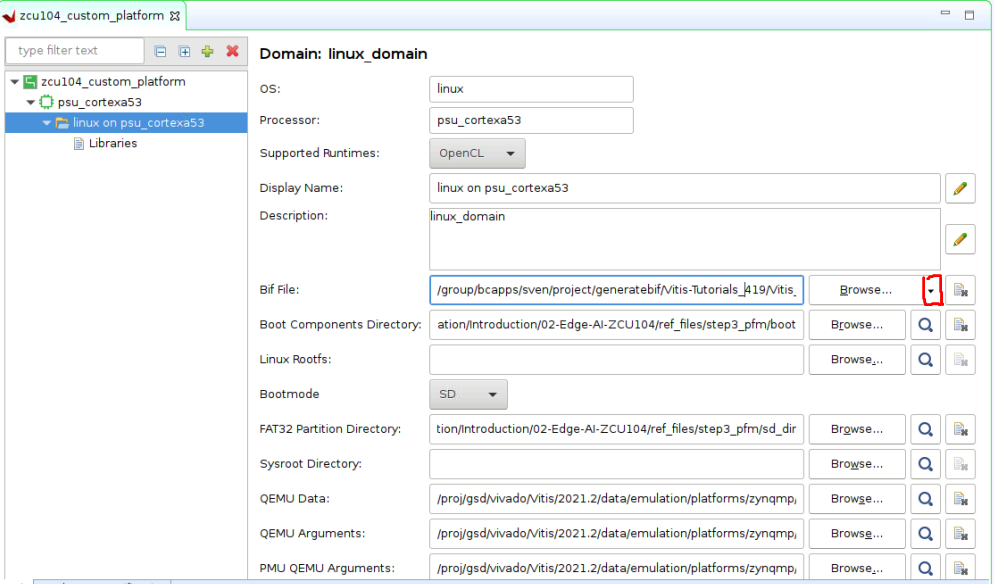 zcu104_custom_platform
type filter text
zcu104_custom_platform
psu_cortexa53
linux on psu_cortexa53
Libraries
Domain: linux_domain
OS: linux
Processor: psu_cortexa53
Supported Runtimes: OpenCL
Display Name: linux on psu_cortexa53
Description: linux_domain
Bif File: /group/bcapps/sven/project/generatebif/Vitis-Tutorials_419/Vitis_ Browse...
Boot Components Directory: ation/Introduction/02-Edge-AI-ZCU104/ref_files/step3_pfm/boot Browse...
Linux Rootfs: Browse...
Bootmode SD
FAT32 Partition Directory: tion/Introduction/02-Edge-AI-ZCU104/ref_files/step3_pfm/sd_dir Browse...
Sysroot Directory: Browse...
QEMU Data: /proj/gsd/vivado/Vitis/2021.2/data/emulation/platforms/zynqmp/ Browse...
QEMU Arguments: /proj/gsd/vivado/Vitis/2021.2/data/emulation/platforms/zynqmp/ Browse...
PMU QEMU Arguments: /proj/gsd/vivado/Vitis/2021.2/data/emulation/platforms/zynqmp/ Browse...